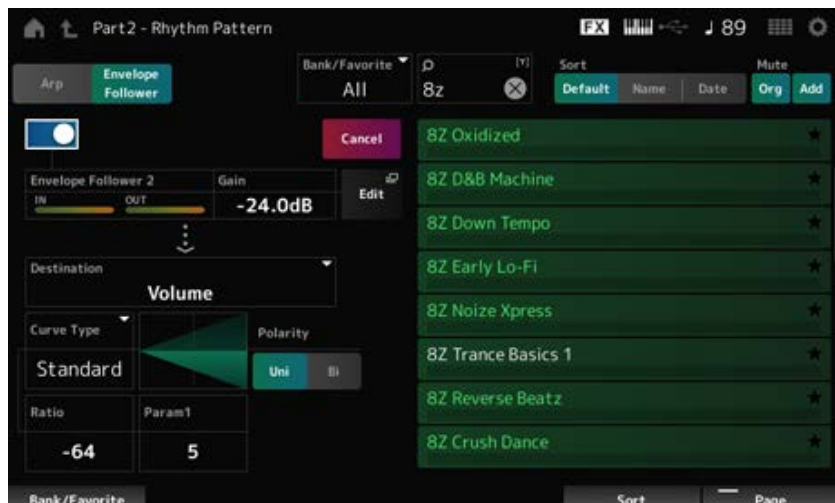 Part2 - Rhythm Pattern
FX
♩ 89
Arp
Envelope
Follower
Bank/Favorite
All
[Y]
8z
Sort
Default
Name
Date
Mute
Org
Add
Cancel
Envelope Follower 2
IN
OUT
Gain
-24.0dB
Edit
Destination
Volume
Curve Type
Standard
Polarity
Uni
Bi
Ratio
-64
Param1
5
8Z Oxidized
8Z D&B Machine
8Z Down Tempo
8Z Early Lo-Fi
8Z Noize Xpress
8Z Trance Basics 1
8Z Reverse Beatz
8Z Crush Dance
Bank/Favorite
Sort
Page